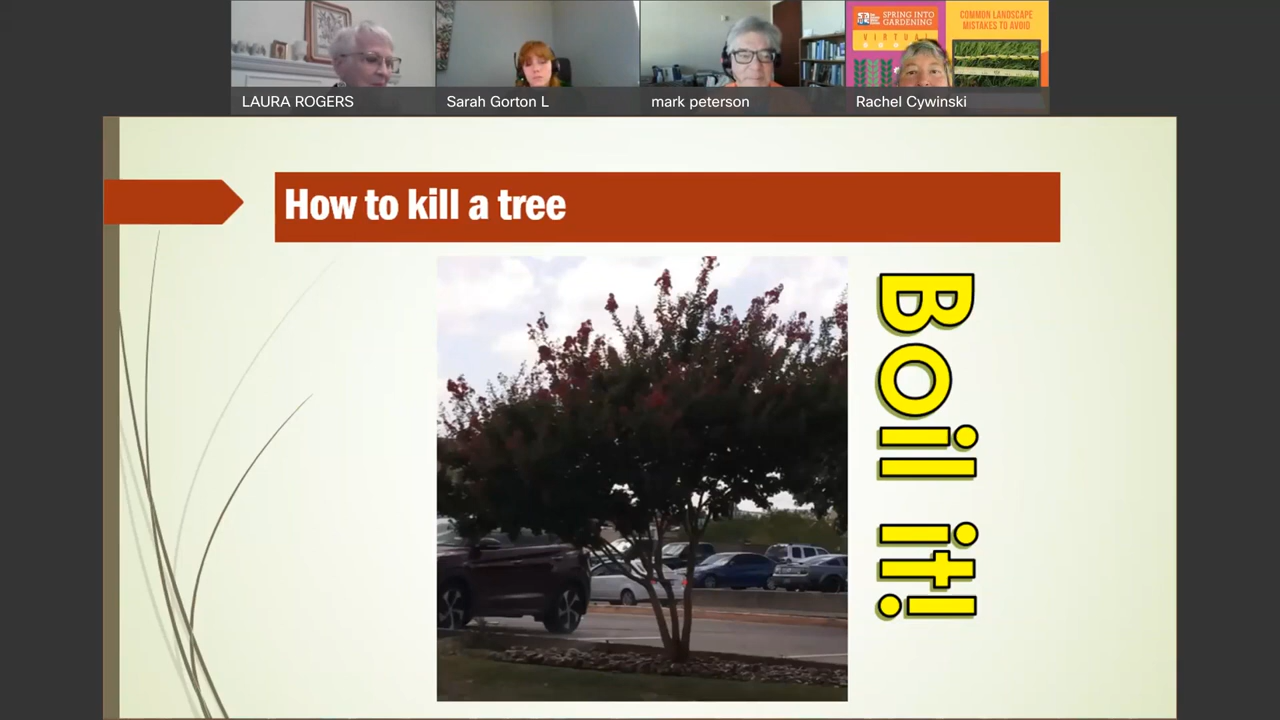 SPRING INTO
GARDENING
VIRTUAL
COMMON LANDSCAPE
MISTAKES TO AVOID
LAURA ROGERS
Sarah Gorton L
mark peterson
Rachel Cywinski
How to kill a tree
Boil it!